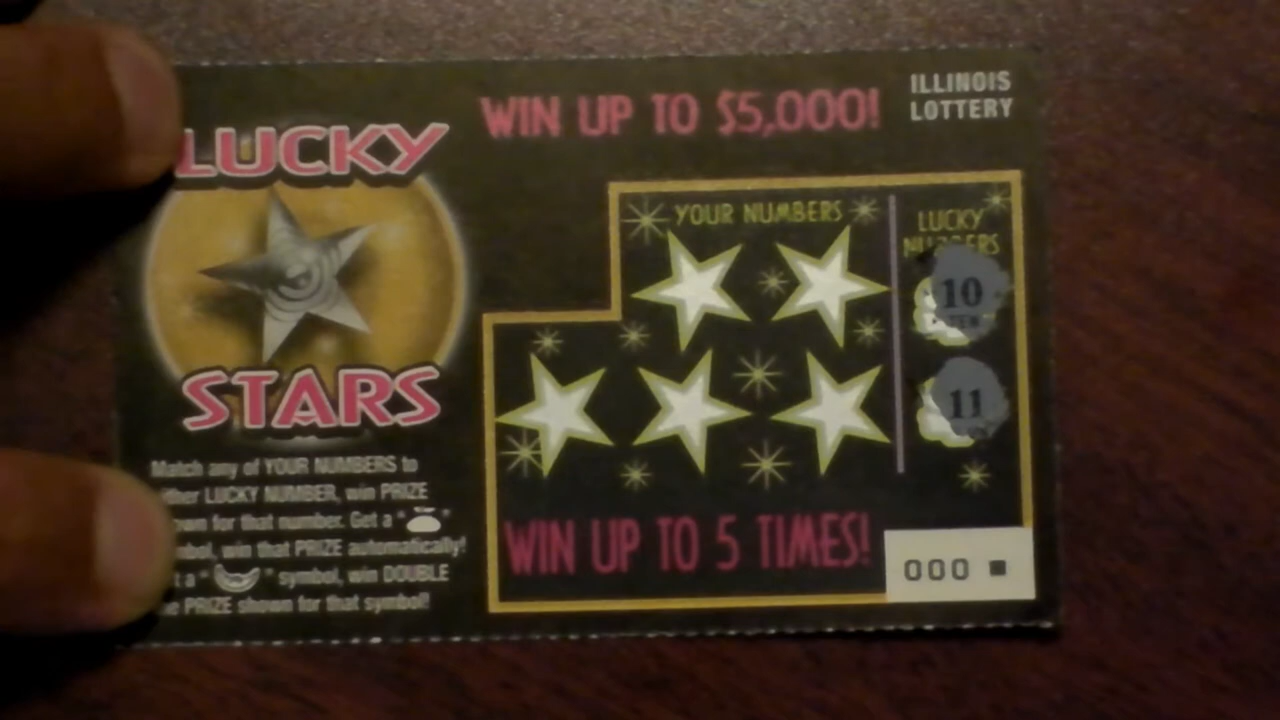 LUCKY
STARS
Match any of YOUR NUMBERS to
LUCKY NUMBER, win PRIZE
for that number. Get a " "
win that PRIZE automatically!
a " " symbol, win DOUBLE
PRIZE shown for that symbol!
WIN UP TO $5,000!
ILLINOIS
LOTTERY
YOUR NUMBERS
LUCKY
NUMBERS
10
TEN
11
WIN UP TO 5 TIMES!
000